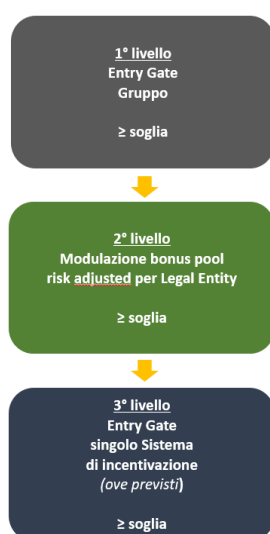 1° livello
Entry Gate
Gruppo
≥ soglia
2° livello
Modulazione bonus pool
risk adjusted per Legal Entity
≥ soglia
3° livello
Entry Gate
singolo Sistema
di incentivazione
(ove previsti)
≥ soglia